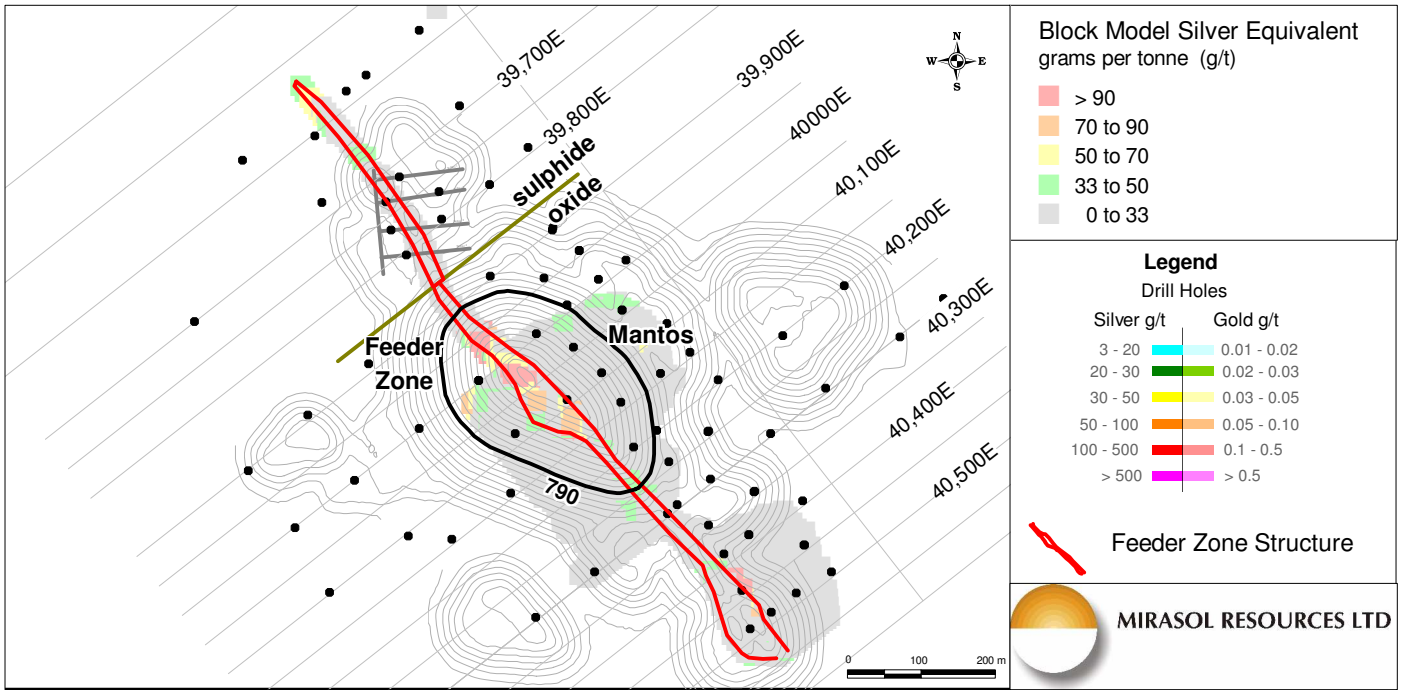 39,700E
39,800E
39,900E
40000E
40,100E
40,200E
40,300E
40,400E
40,500E
N
W E
S
sulphide
oxide
Mantos
Feeder
Zone
790
0 100 200 m
Block Model Silver Equivalent
grams per tonne (g/t)
> 90
70 to 90
50 to 70
33 to 50
0 to 33
Legend
Drill Holes
Silver g/t Gold g/t
3 - 20 0.01 - 0.02
20 - 30 0.02 - 0.03
30 - 50 0.03 - 0.05
50 - 100 0.05 - 0.10
100 - 500 0.1 - 0.5
> 500 > 0.5
Feeder Zone Structure
MIRASOL RESOURCES LTD